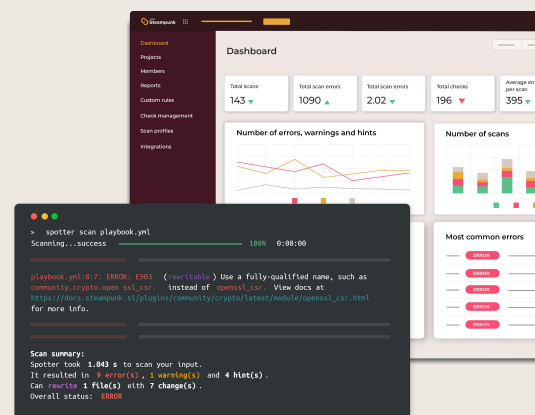 Steampunk
Dashboard
Projects
Members
Reports
Custom rules
Check management
Scan profiles
Integrations
Dashboard
Total scans
143
Total scan errors
1090
Total scan errors
2.02
Total checks
196
Average err
per scan
395
Number of errors, warnings and hints
Number of scans
Most common errors
ERROR
ERROR
ERROR
ERROR
ERROR
> spotter scan playbook.yml
Scanning...success 100% 0:00:00
playbook.yml:8:7: ERROR: E903 (rewritable) Use a fully-qualified name, such as
community.crypto.open ssl_csr. instead of openssl_csr. View docs at
https://docs.steampunk.si/plugins/community/crypto/latest/module/openssl_csr.html
for more info.
Scan summary:
Spotter took 1.043 s to scan your input.
It resulted in 9 error(s), 1 warning(s) and 4 hint(s).
Can rewrite 1 file(s) eith 7 change(s).
Overall status: ERROR